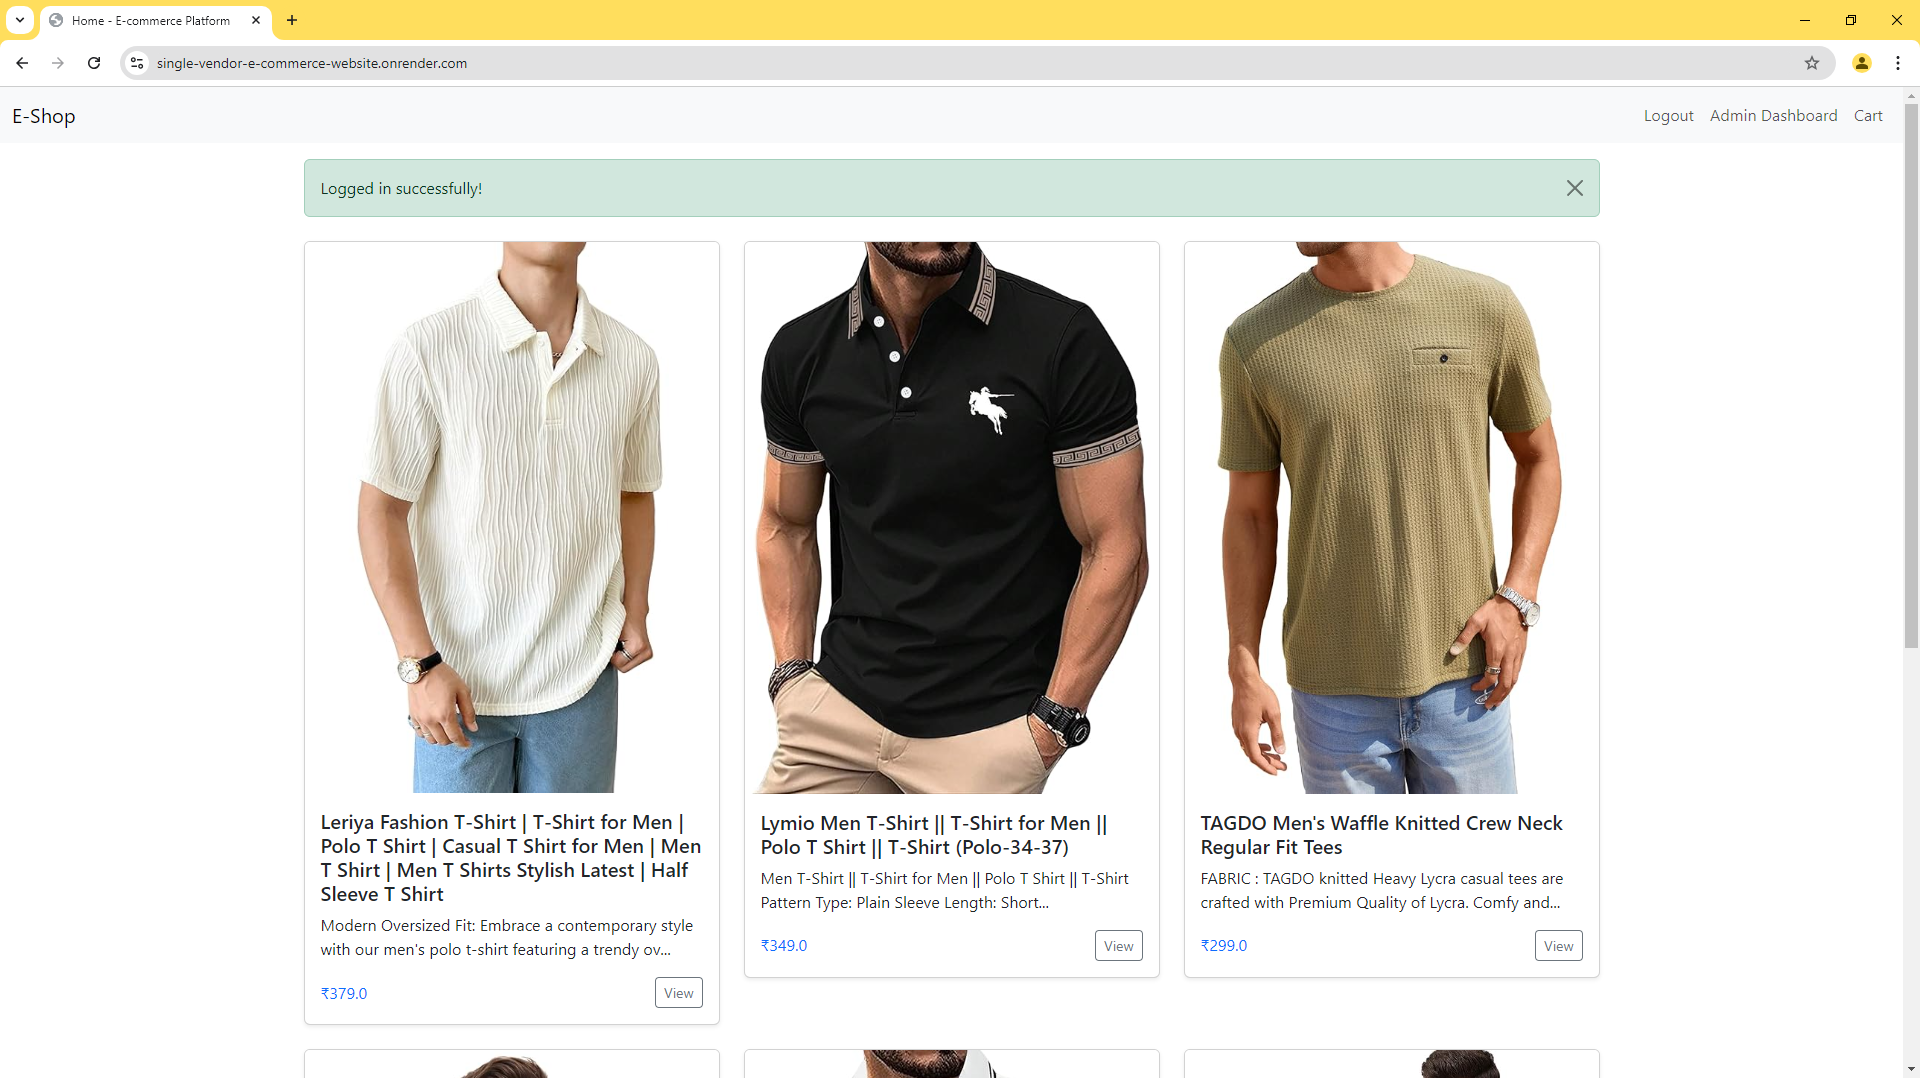 Home - E-commerce Platform
single-vendor-e-commerce-website.onrender.com
E-Shop
Logout Admin Dashboard Cart
Logged in successfully!
Leriya Fashion T-Shirt | T-Shirt for Men |
Polo T Shirt | Casual T Shirt for Men | Men
T Shirt | Men T Shirts Stylish Latest | Half
Sleeve T Shirt
Modern Oversized Fit: Embrace a contemporary style
with our men's polo t-shirt featuring a trendy ov...
₹379.0
View
Lymio Men T-Shirt || T-Shirt for Men ||
Polo T Shirt || T-Shirt (Polo-34-37)
Men T-Shirt || T-Shirt for Men || Polo T Shirt || T-Shirt
Pattern Type: Plain Sleeve Length: Short...
₹349.0
View
TAGDO Men's Waffle Knitted Crew Neck
Regular Fit Tees
FABRIC : TAGDO knitted Heavy Lycra casual tees are
crafted with Premium Quality of Lycra. Comfy and...
₹299.0
View